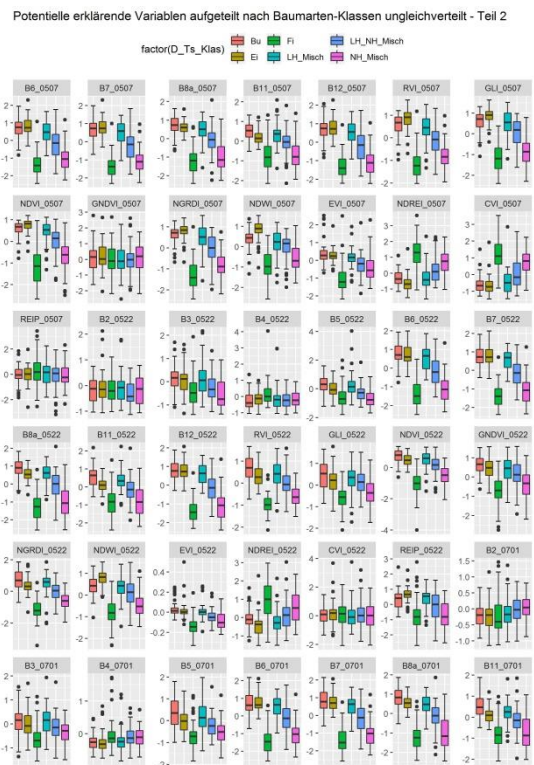 Potentielle erklärende Variablen aufgeteilt nach Baumarten-Klassen ungleichverteilt - Teil 2
factor(D_Ts_Klas) Bu Fi LH_NH_Misch
Ei LH_Misch NH_Misch
B6_0507 B7_0507 B8a_0507 B11_0507 B12_0507 RVI_0507 GLI_0507
NDVI_0507 GNDVI_0507 NGRDI_0507 NDWI_0507 EVI_0507 NDREI_0507 CVI_0507
REIP_0507 B2_0522 B3_0522 B4_0522 B5_0522 B6_0522 B7_0522
B8a_0522 B11_0522 B12_0522 RVI_0522 GLI_0522 NDVI_0522 GNDVI_0522
NGRDI_0522 NDWI_0522 EVI_0522 NDREI_0522 CVI_0522 REIP_0522 B2_0701
B3_0701 B4_0701 B5_0701 B6_0701 B7_0701 B8a_0701 B11_0701